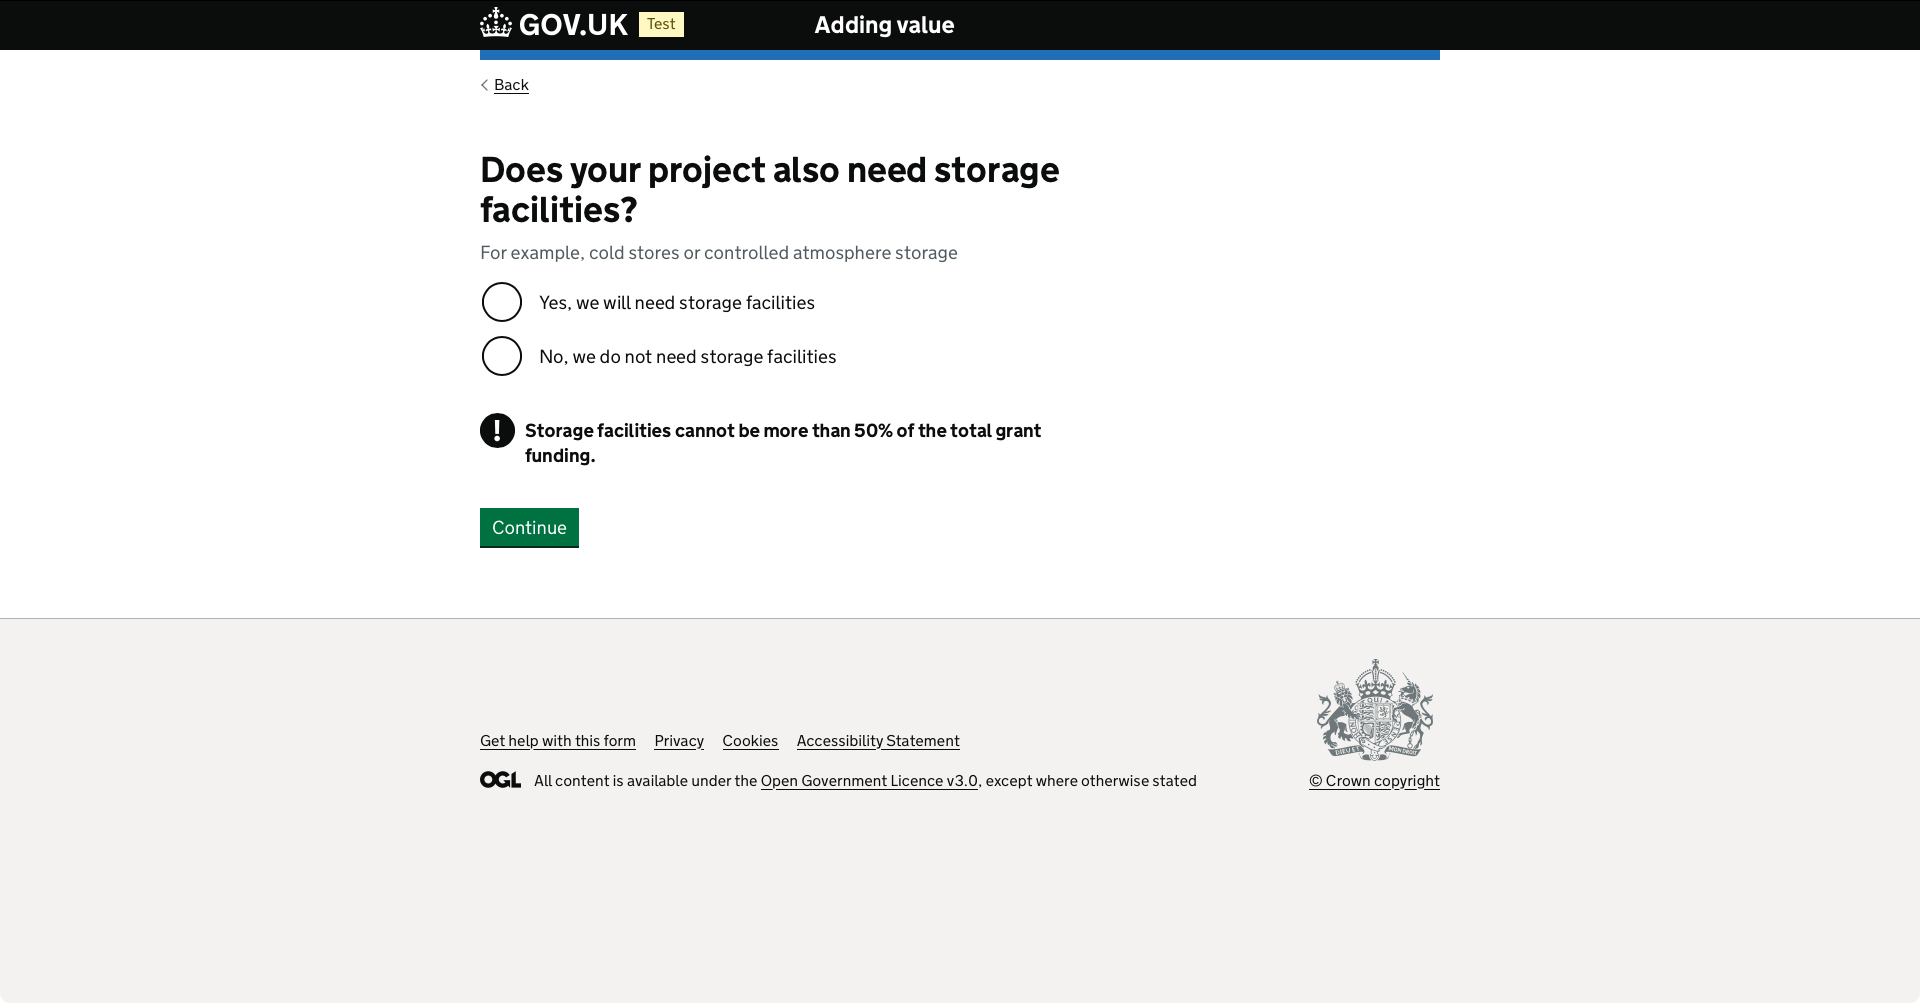 GOV.UK Test Adding value
Back
Does your project also need storage
facilities?
For example, cold stores or controlled atmosphere storage
Yes, we will need storage facilities
No, we do not need storage facilities
! Storage facilities cannot be more than 50% of the total grant
funding.
Continue
Get help with this form Privacy Cookies Accessibility Statement
OGL All content is available under the Open Government Licence v3.0, except where otherwise stated
© Crown copyright